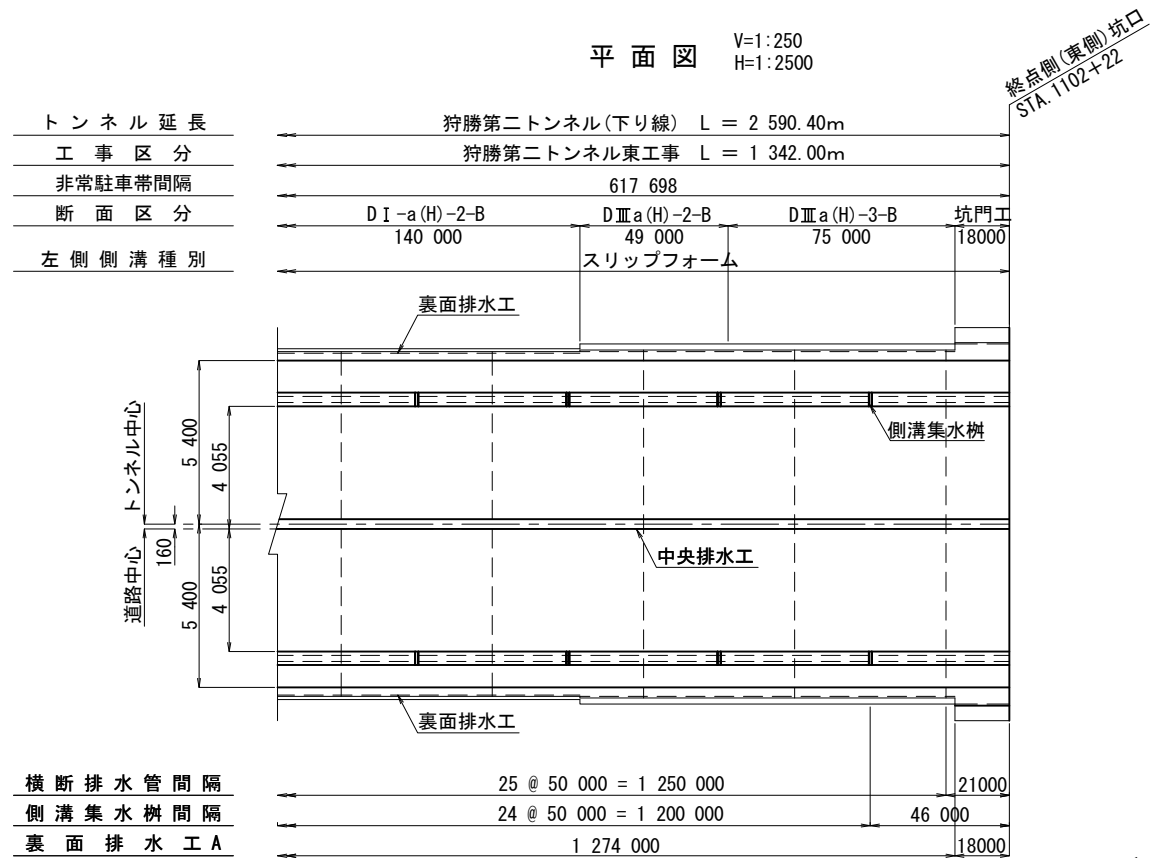 平面図 V=1:250
H=1:2500
終点側(東側)坑口
STA.1102+22
トンネル延長 狩勝第二トンネル(下り線) L = 2 590.40m
工事区分 狩勝第二トンネル東工事 L = 1 342.00m
非常駐車帯間隔 617 698
断面区分 DⅠ-a(H)-2-B DⅢa(H)-2-B DⅢa(H)-3-B 坑門工
140 000 49 000 75 000 18000
左側側溝種別 スリップフォーム
裏面排水工
側溝集水桝
トンネル中心
5 400
4 055
160
中央排水工
道路中心
5 400
4 055
裏面排水工
横断排水管間隔 25 @ 50 000 = 1 250 000 21000
側溝集水桝間隔 24 @ 50 000 = 1 200 000 46 000
裏面排水工A 1 274 000 18000